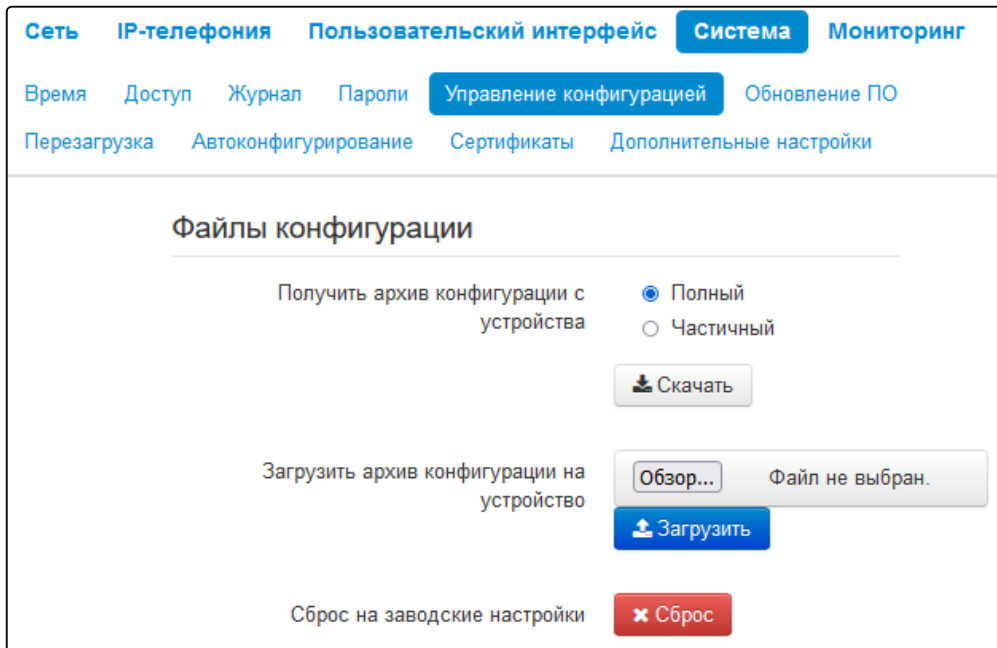 Сеть IP-телефония Пользовательский интерфейс Система Мониторинг
Время Доступ Журнал Пароли Управление конфигурацией Обновление ПО
Перезагрузка Автоконфигурирование Сертификаты Дополнительные настройки
Файлы конфигурации
Получить архив конфигурации с
устройства
Полный
Частичный
Скачать
Загрузить архив конфигурации на
устройство
Обзор... Файл не выбран.
Загрузить
Сброс на заводские настройки
Сброс